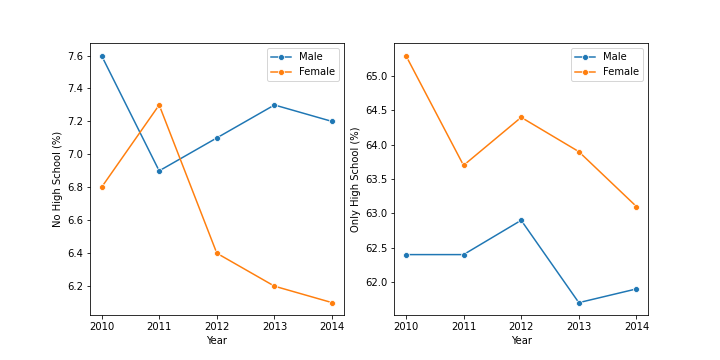 7.6
7.4
7.2
7.0
6.8
6.6
6.4
6.2
No High School (%)
2010 2011 2012 2013 2014
Year
Male
Female
65.0
64.5
64.0
63.5
63.0
62.5
62.0
Only High School (%)
2010 2011 2012 2013 2014
Year
Male
Female